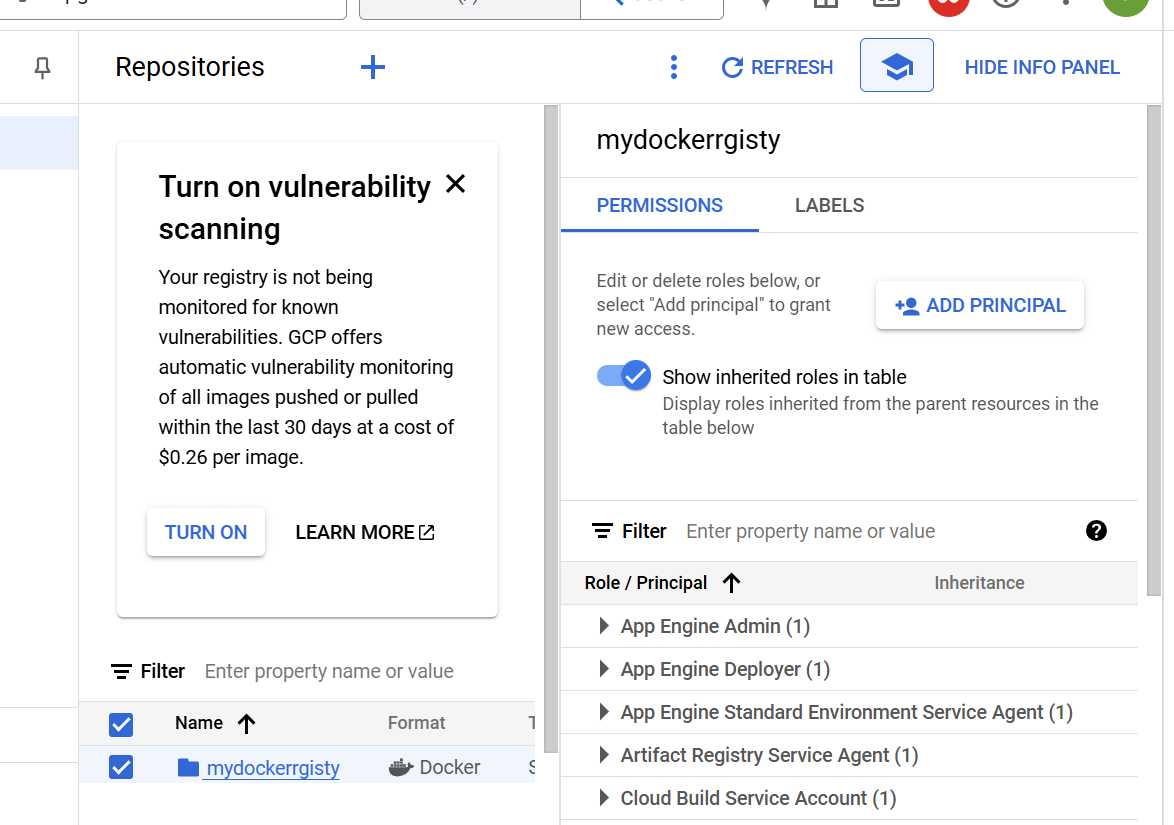 Repositories
REFRESH
HIDE INFO PANEL
Turn on vulnerability
scanning
Your registry is not being
monitored for known
vulnerabilities. GCP offers
automatic vulnerability monitoring
of all images pushed or pulled
within the last 30 days at a cost of
$0.26 per image.
TURN ON
LEARN MORE
Filter Enter property name or value
Name Format
mydockerrgisty Docker
mydockerrgisty
PERMISSIONS
LABELS
Edit or delete roles below, or
select "Add principal" to grant
new access.
ADD PRINCIPAL
Show inherited roles in table
Display roles inherited from the parent resources in the
table below
Filter Enter property name or value
Role / Principal Inheritance
App Engine Admin (1)
App Engine Deployer (1)
App Engine Standard Environment Service Agent (1)
Artifact Registry Service Agent (1)
Cloud Build Service Account (1)